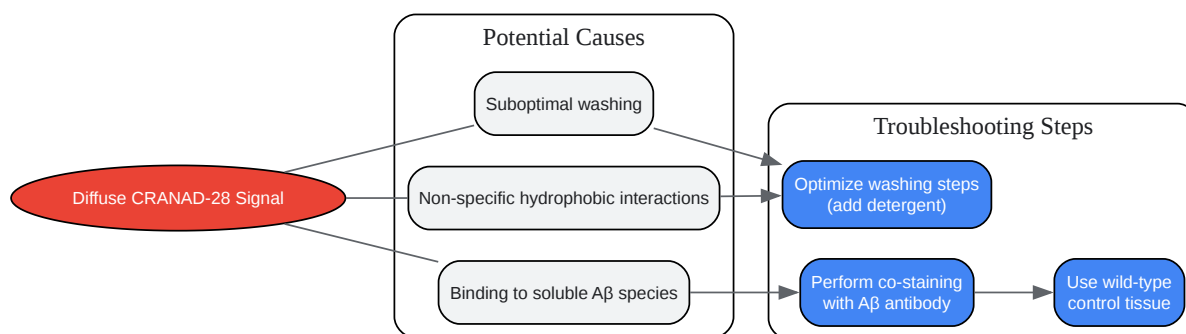 Potential Causes
Suboptimal washing
Troubleshooting Steps
Diffuse CRANAD-28 Signal
Non-specific hydrophobic interactions
Optimize washing steps
(add detergent)
Binding to soluble Aβ species
Perform co-staining
with Aβ antibody
Use wild-type
control tissue